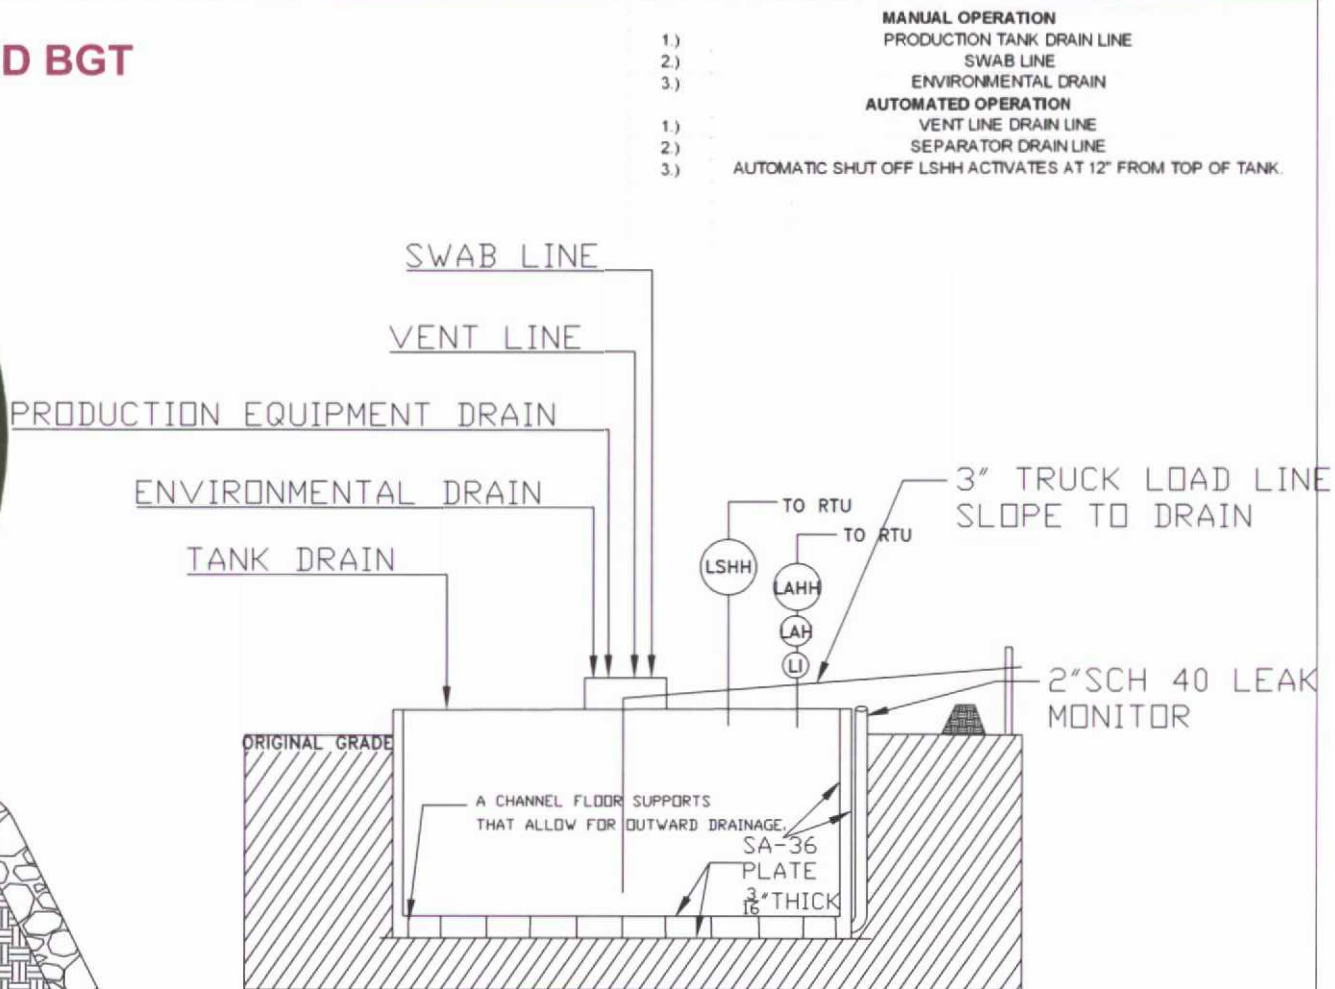 D BGT
MANUAL OPERATION
1.) PRODUCTION TANK DRAIN LINE
2.) SWAB LINE
3.) ENVIRONMENTAL DRAIN
AUTOMATED OPERATION
1.) VENT LINE DRAIN LINE
2.) SEPARATOR DRAIN LINE
3.) AUTOMATIC SHUT OFF LSHH ACTIVATES AT 12" FROM TOP OF TANK.
SWAB LINE
VENT LINE
PRODUCTION EQUIPMENT DRAIN
ENVIRONMENTAL DRAIN
TANK DRAIN
TO RTU
TO RTU
LSHH
LAHH
LAH
LI
3" TRUCK LOAD LINE
SLOPE TO DRAIN
2"SCH 40 LEAK
MONITOR
ORIGINAL GRADE
A CHANNEL FLOOR SUPPORTS
THAT ALLOW FOR OUTWARD DRAINAGE.
SA-36
PLATE
3/16"THICK